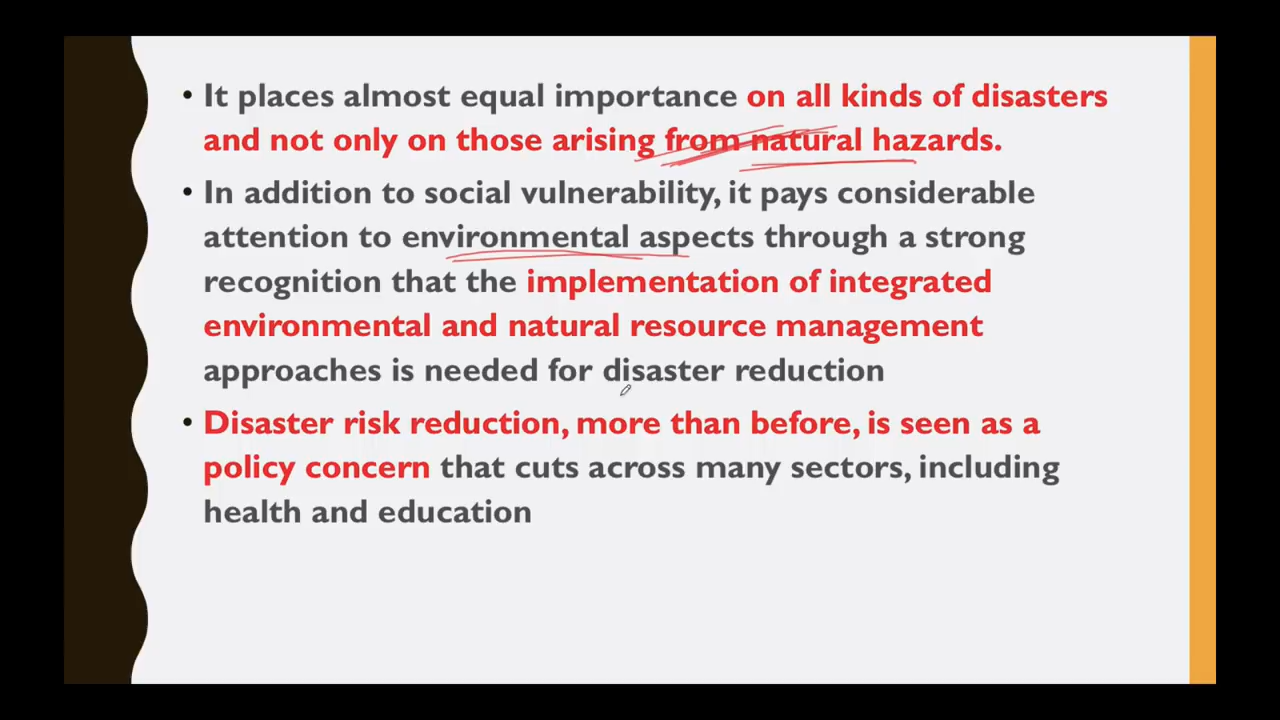 • It places almost equal importance on all kinds of disasters
and not only on those arising from natural hazards.
• In addition to social vulnerability, it pays considerable
attention to environmental aspects through a strong
recognition that the implementation of integrated
environmental and natural resource management
approaches is needed for disaster reduction
• Disaster risk reduction, more than before, is seen as a
policy concern that cuts across many sectors, including
health and education